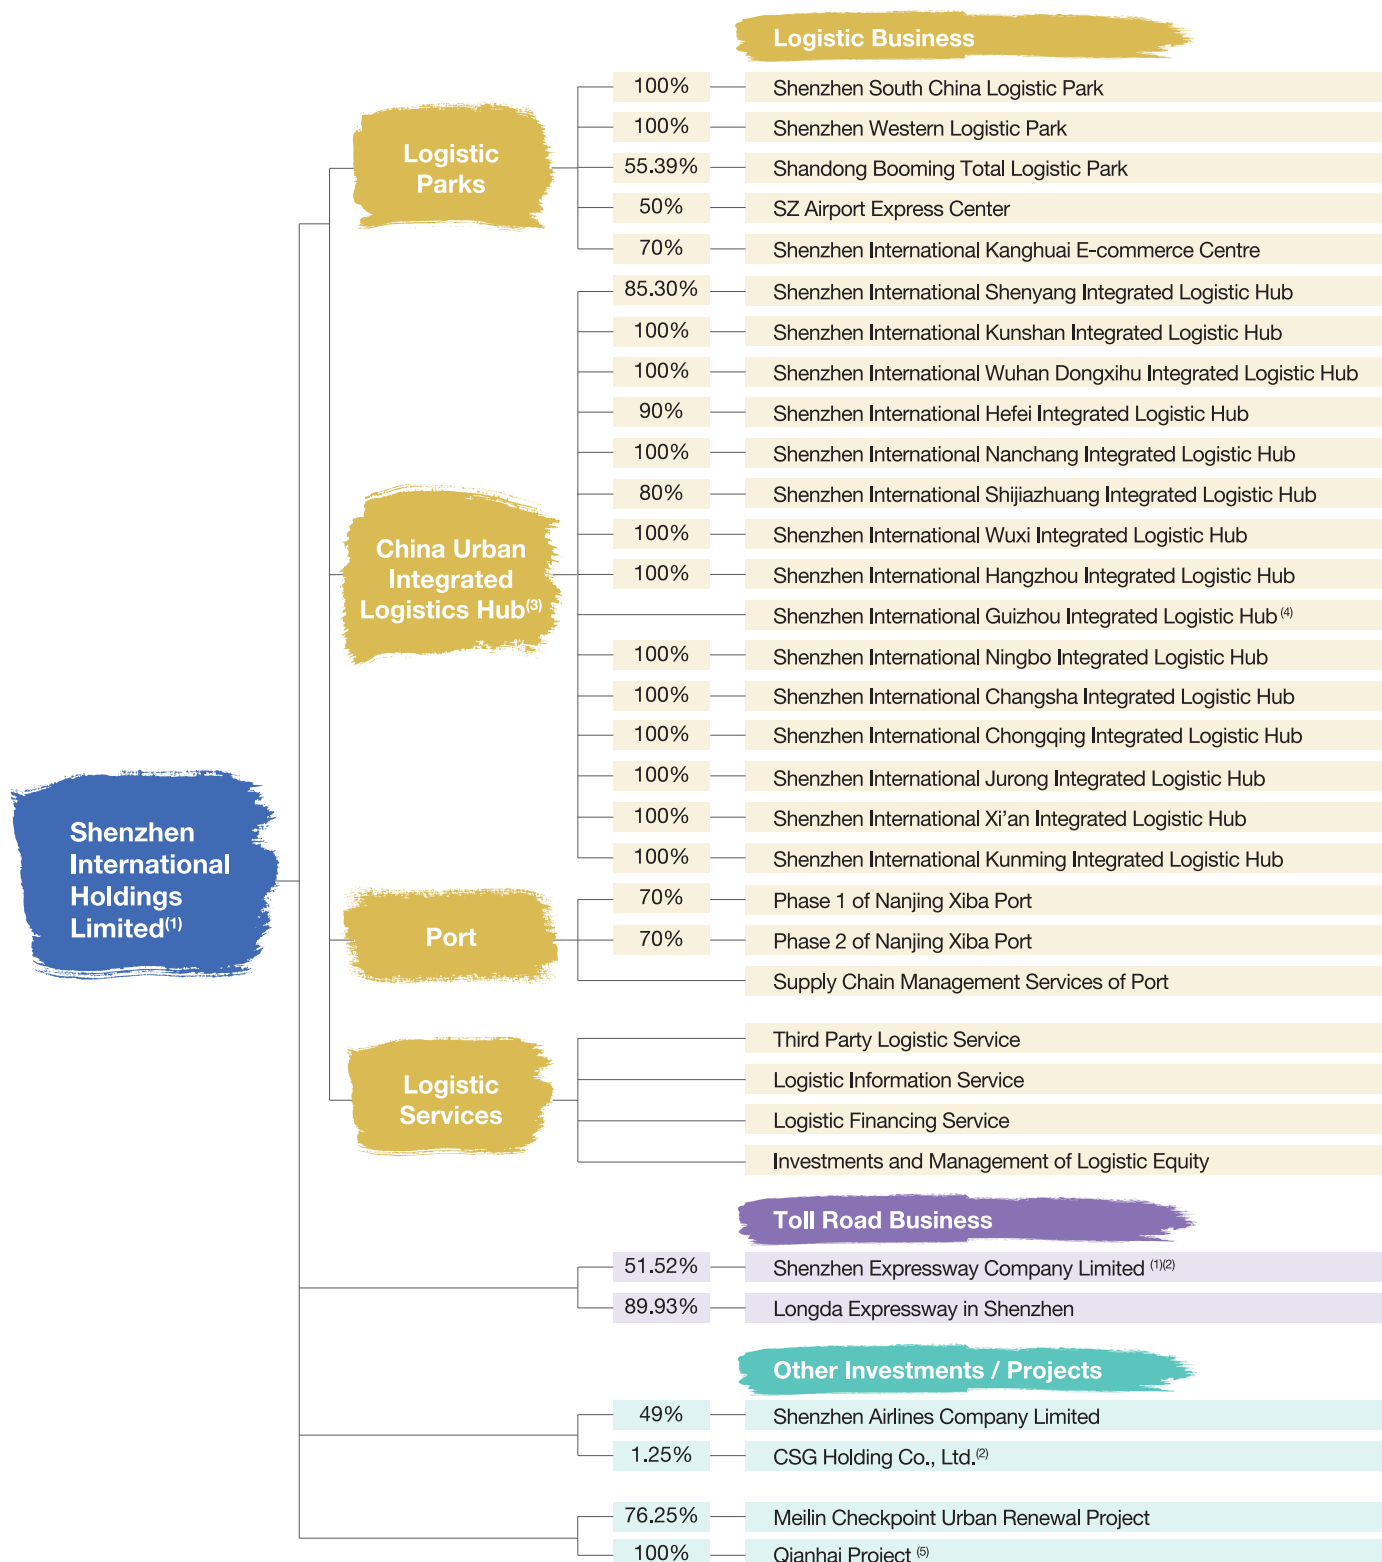 Logistic Business
Logistic
Parks
100% Shenzhen South China Logistic Park
100% Shenzhen Western Logistic Park
55.39% Shandong Booming Total Logistic Park
50% SZ Airport Express Center
70% Shenzhen International Kanghuai E-commerce Centre
China Urban
Integrated
Logistics Hub(3)
85.30% Shenzhen International Shenyang Integrated Logistic Hub
100% Shenzhen International Kunshan Integrated Logistic Hub
100% Shenzhen International Wuhan Dongxihu Integrated Logistic Hub
90% Shenzhen International Hefei Integrated Logistic Hub
100% Shenzhen International Nanchang Integrated Logistic Hub
80% Shenzhen International Shijiazhuang Integrated Logistic Hub
100% Shenzhen International Wuxi Integrated Logistic Hub
100% Shenzhen International Hangzhou Integrated Logistic Hub
Shenzhen International Guizhou Integrated Logistic Hub (4)
100% Shenzhen International Ningbo Integrated Logistic Hub
100% Shenzhen International Changsha Integrated Logistic Hub
100% Shenzhen International Chongqing Integrated Logistic Hub
100% Shenzhen International Jurong Integrated Logistic Hub
100% Shenzhen International Xi'an Integrated Logistic Hub
100% Shenzhen International Kunming Integrated Logistic Hub
Shenzhen
International
Holdings
Limited(1)
Port
70% Phase 1 of Nanjing Xiba Port
70% Phase 2 of Nanjing Xiba Port
Supply Chain Management Services of Port
Logistic
Services
Third Party Logistic Service
Logistic Information Service
Logistic Financing Service
Investments and Management of Logistic Equity
Toll Road Business
51.52% Shenzhen Expressway Company Limited (1)(2)
89.93% Longda Expressway in Shenzhen
Other Investments / Projects
49% Shenzhen Airlines Company Limited
1.25% CSG Holding Co., Ltd.(2)
76.25% Meilin Checkpoint Urban Renewal Project
100% Qianhai Project (5)